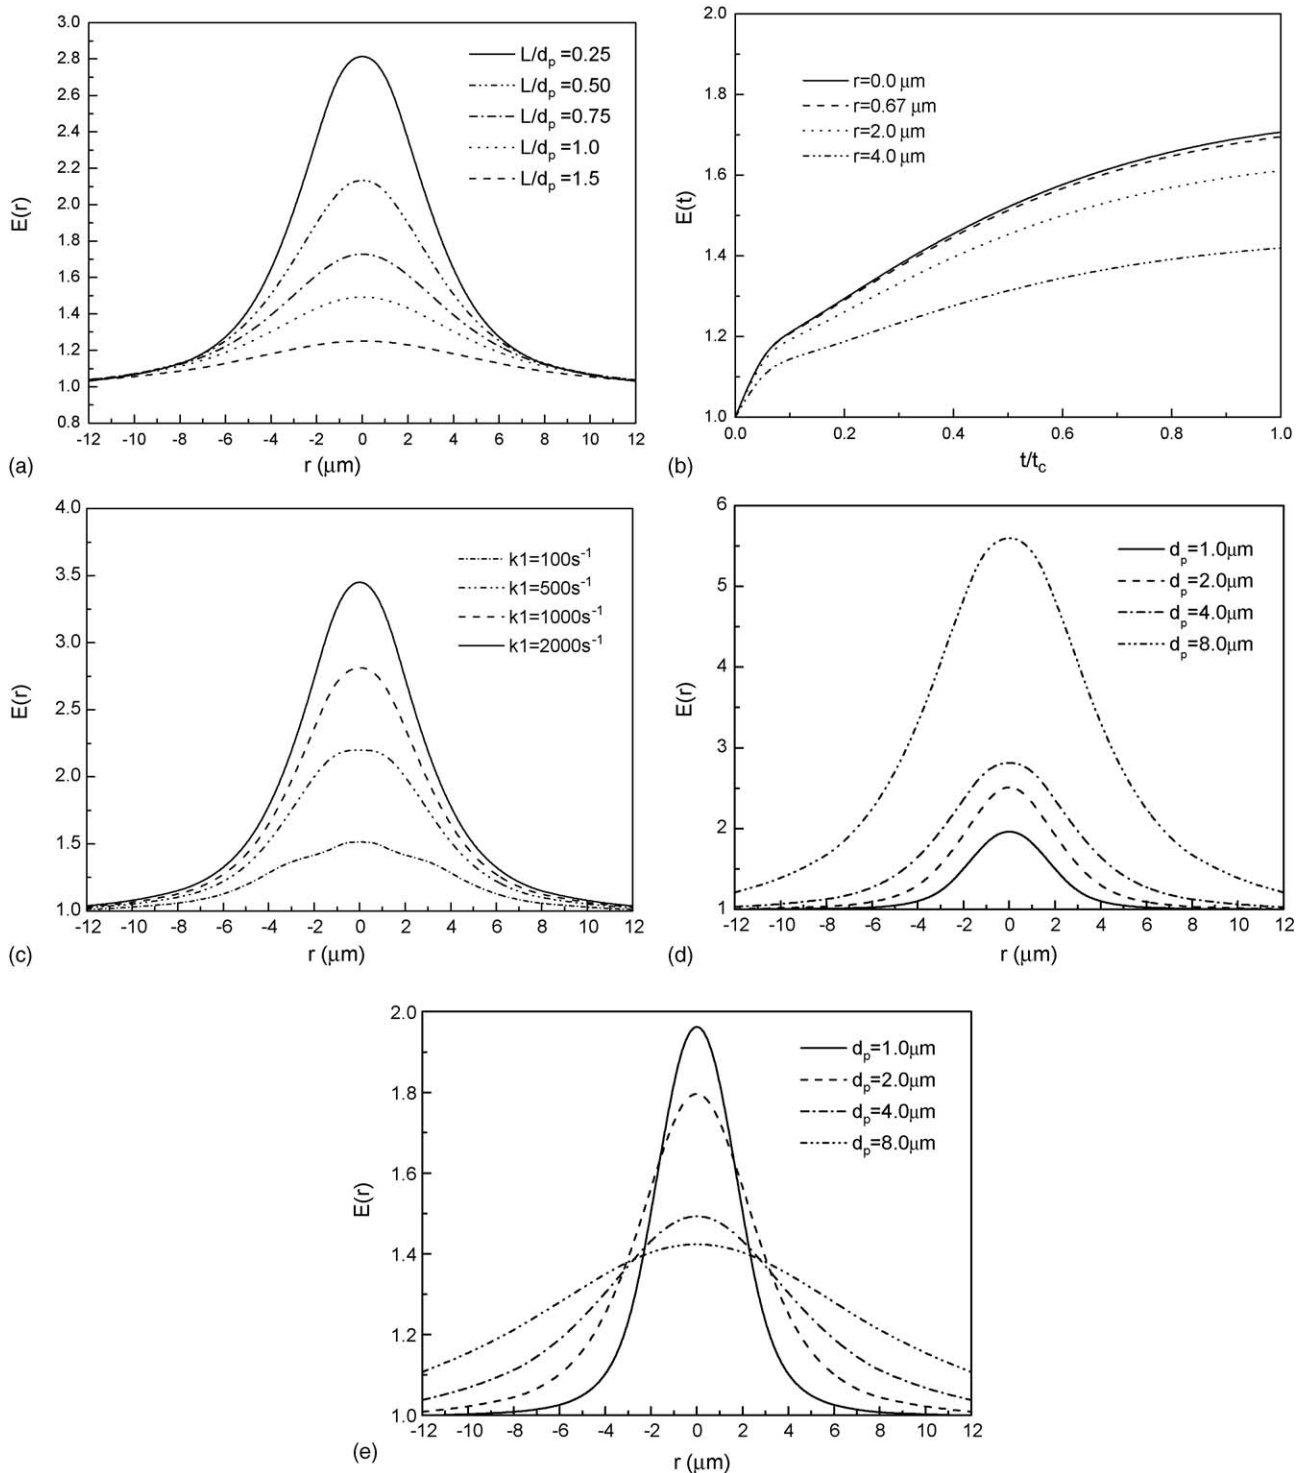 3.0
2.8
2.6
2.4
2.2
2.0
1.8
1.6
1.4
1.2
1.0
0.8
E(r)
L/dp =0.25
L/dp =0.50
L/dp =0.75
L/dp =1.0
L/dp =1.5
-12 -10 -8 -6 -4 -2 0 2 4 6 8 10 12
r (μm)
(a)
2.0
1.8
1.6
1.4
1.2
1.0
E(t)
r=0.0 μm
r=0.67 μm
r=2.0 μm
r=4.0 μm
0.0 0.2 0.4 0.6 0.8 1.0
t/tc
(b)
4.0
3.5
3.0
2.5
2.0
1.5
1.0
E(r)
k1=100s-1
k1=500s-1
k1=1000s-1
k1=2000s-1
-12 -10 -8 -6 -4 -2 0 2 4 6 8 10 12
r (μm)
(c)
6
5
4
3
2
1
E(r)
dp=1.0μm
dp=2.0μm
dp=4.0μm
dp=8.0μm
-12 -10 -8 -6 -4 -2 0 2 4 6 8 10 12
r (μm)
(d)
2.0
1.8
1.6
1.4
1.2
1.0
E(r)
dp=1.0μm
dp=2.0μm
dp=4.0μm
dp=8.0μm
-12 -10 -8 -6 -4 -2 0 2 4 6 8 10 12
r (μm)
(e)